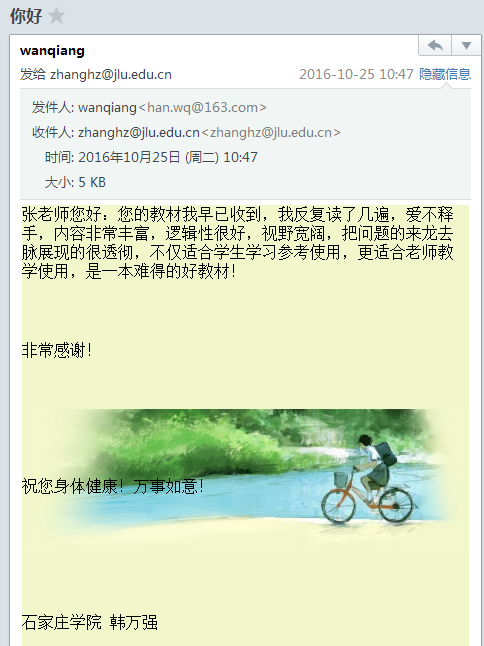 你好
wanqiang
发给 zhanghz@jlu.edu.cn 2016-10-25 10:47 隐藏信息
发件人: wanqiang<han.wq@163.com>
收件人: zhanghz@jlu.edu.cn<zhanghz@jlu.edu.cn>
时间: 2016年10月25日 (周二) 10:47
大小: 5 KB
张老师您好：您的教材我早已收到，我反复读了几遍，爱不释
手，内容非常丰富，逻辑性很好，视野宽阔，把问题的来龙去
脉展现的很透彻，不仅适合学生学习参考使用，更适合老师教
学使用，是一本难得的好教材！
非常感谢！
祝您身体健康！万事如意！
石家庄学院 韩万强